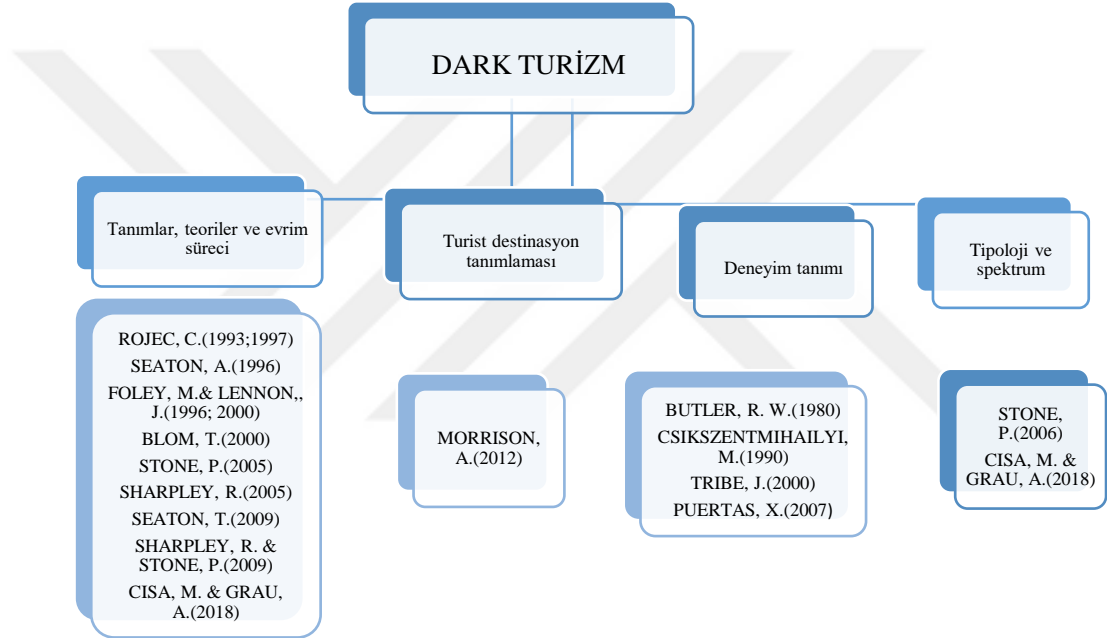 DARK TURİZM
Tanımlar, teoriler ve evrim
süreci
Turist destinasyon
tanımlaması
Deneyim tanımı
Tipoloji ve
spektrum
ROJEC, C.(1993;1997)
SEATON, A.(1996)
FOLEY, M.& LENNON,,
J.(1996; 2000)
BLOM, T.(2000)
STONE, P.(2005)
SHARPLEY, R.(2005)
SEATON, T.(2009)
SHARPLEY, R. &
STONE, P.(2009)
CISA, M. & GRAU,
A.(2018)
MORRISON,
A.(2012)
BUTLER, R. W.(1980)
CSIKSZENTMIHAILYI,
M.(1990)
TRIBE, J.(2000)
PUERTAS, X.(2007)
STONE,
P.(2006)
CISA, M. &
GRAU, A.(2018)